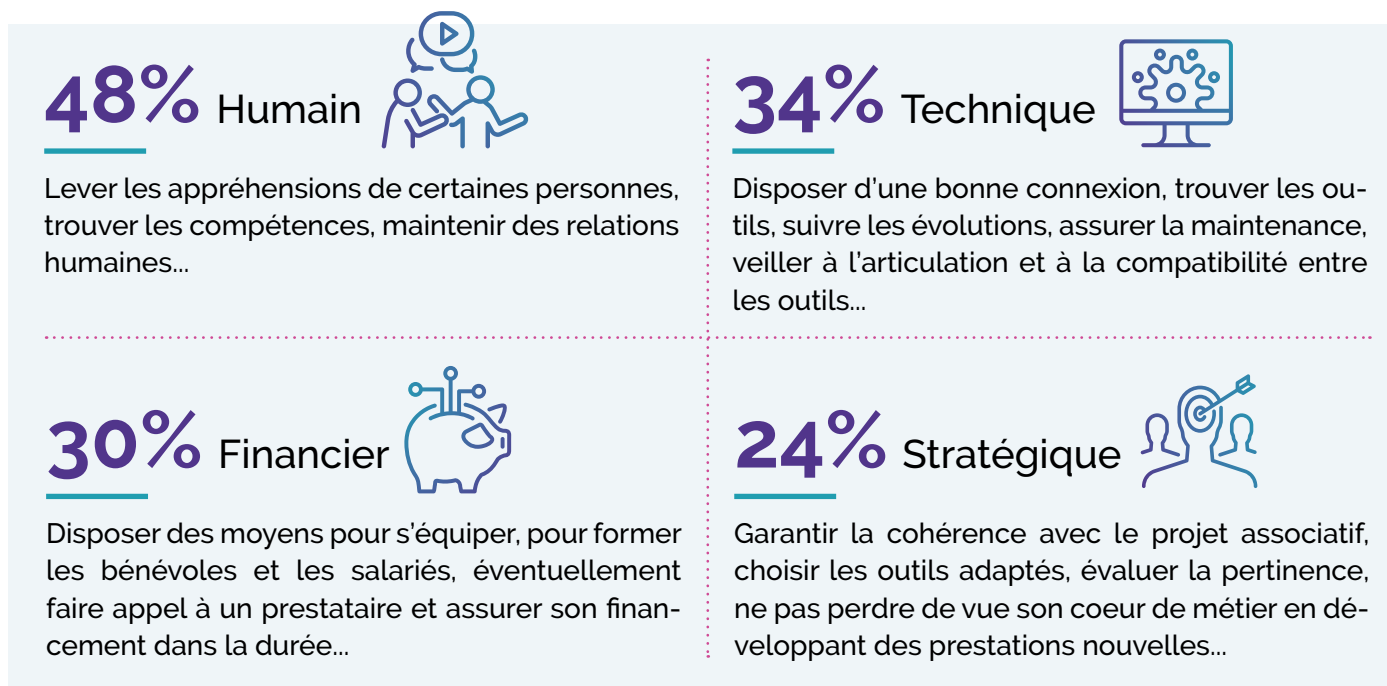 48% Humain
Lever les appréhensions de certaines personnes,
trouver les compétences, maintenir des relations
humaines...
34% Technique
Disposer d'une bonne connexion, trouver les ou-
tils, suivre les évolutions, assurer la maintenance,
veiller à l'articulation et à la compatibilité entre
les outils...
30% Financier
Disposer des moyens pour s'équiper, pour former
les bénévoles et les salariés, éventuellement
faire appel à un prestataire et assurer son finan-
cement dans la durée...
24% Stratégique
Garantir la cohérence avec le projet associatif,
choisir les outils adaptés, évaluer la pertinence,
ne pas perdre de vue son coeur de métier en dé-
veloppant des prestations nouvelles...